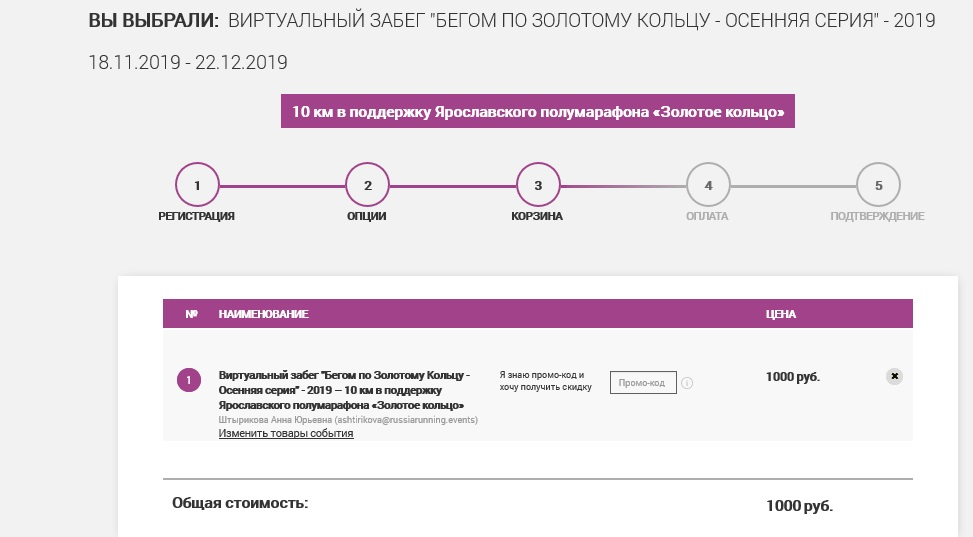 ВЫ ВЫБРАЛИ: ВИРТУАЛЬНЫЙ ЗАБЕГ "БЕГОМ ПО ЗОЛОТОМУ КОЛЬЦУ - ОСЕННЯЯ СЕРИЯ" - 2019
18.11.2019 - 22.12.2019
10 км в поддержку Ярославского полумарафона «Золотое кольцо»
1 2 3 4 5
РЕГИСТРАЦИЯ ОПЦИИ КОРЗИНА ОПЛАТА ПОДТВЕРЖДЕНИЕ
№ НАИМЕНОВАНИЕ ЦЕНА
1
Виртуальный забег "Бегом по Золотому Кольцу -
Осенняя серия" - 2019 — 10 км в поддержку
Ярославского полумарафона «Золотое кольцо»
Штырикова Анна Юрьевна (ashtirikova@russiarunning.events)
Изменить товары события
Я знаю промо-код и
хочу получить скидку
Промо-код
1000 руб.
Общая стоимость: 1000 руб.